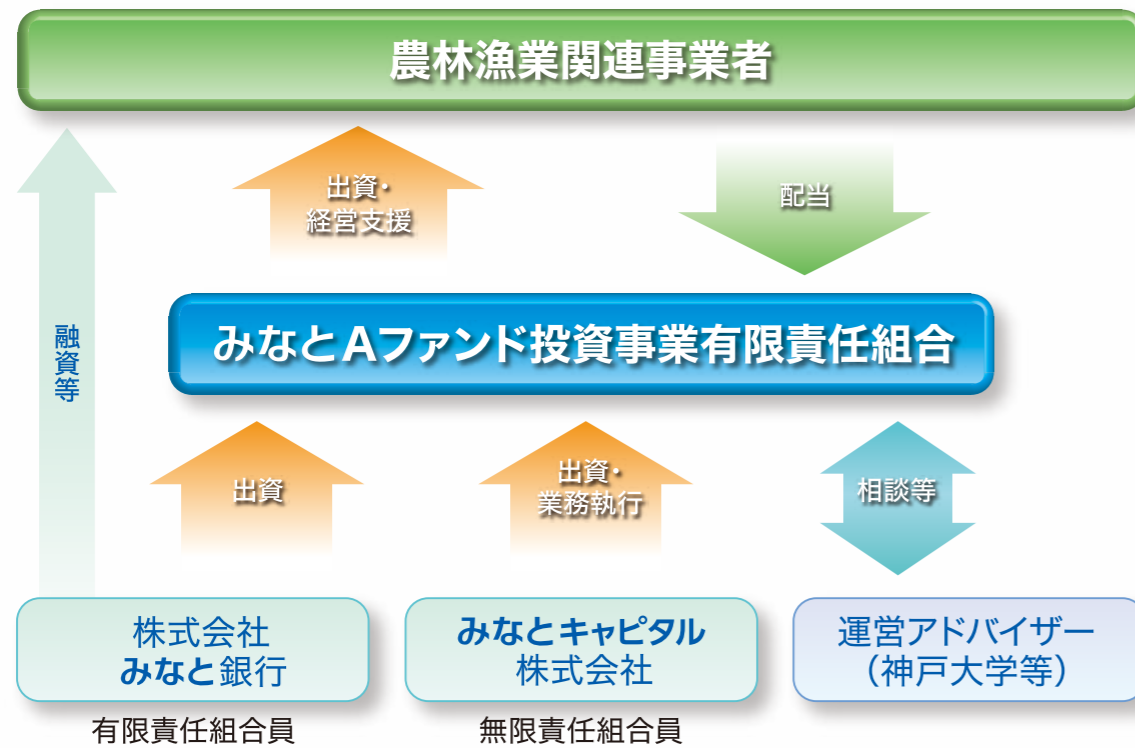 農林漁業関連事業者
出資・
経営支援
配当
融資等
みなとAファンド投資事業有限責任組合
出資
出資・
業務執行
相談等
株式会社
みなと銀行
みなとキャピタル
株式会社
運営アドバイザー
（神戸大学等）
有限責任組合員
無限責任組合員